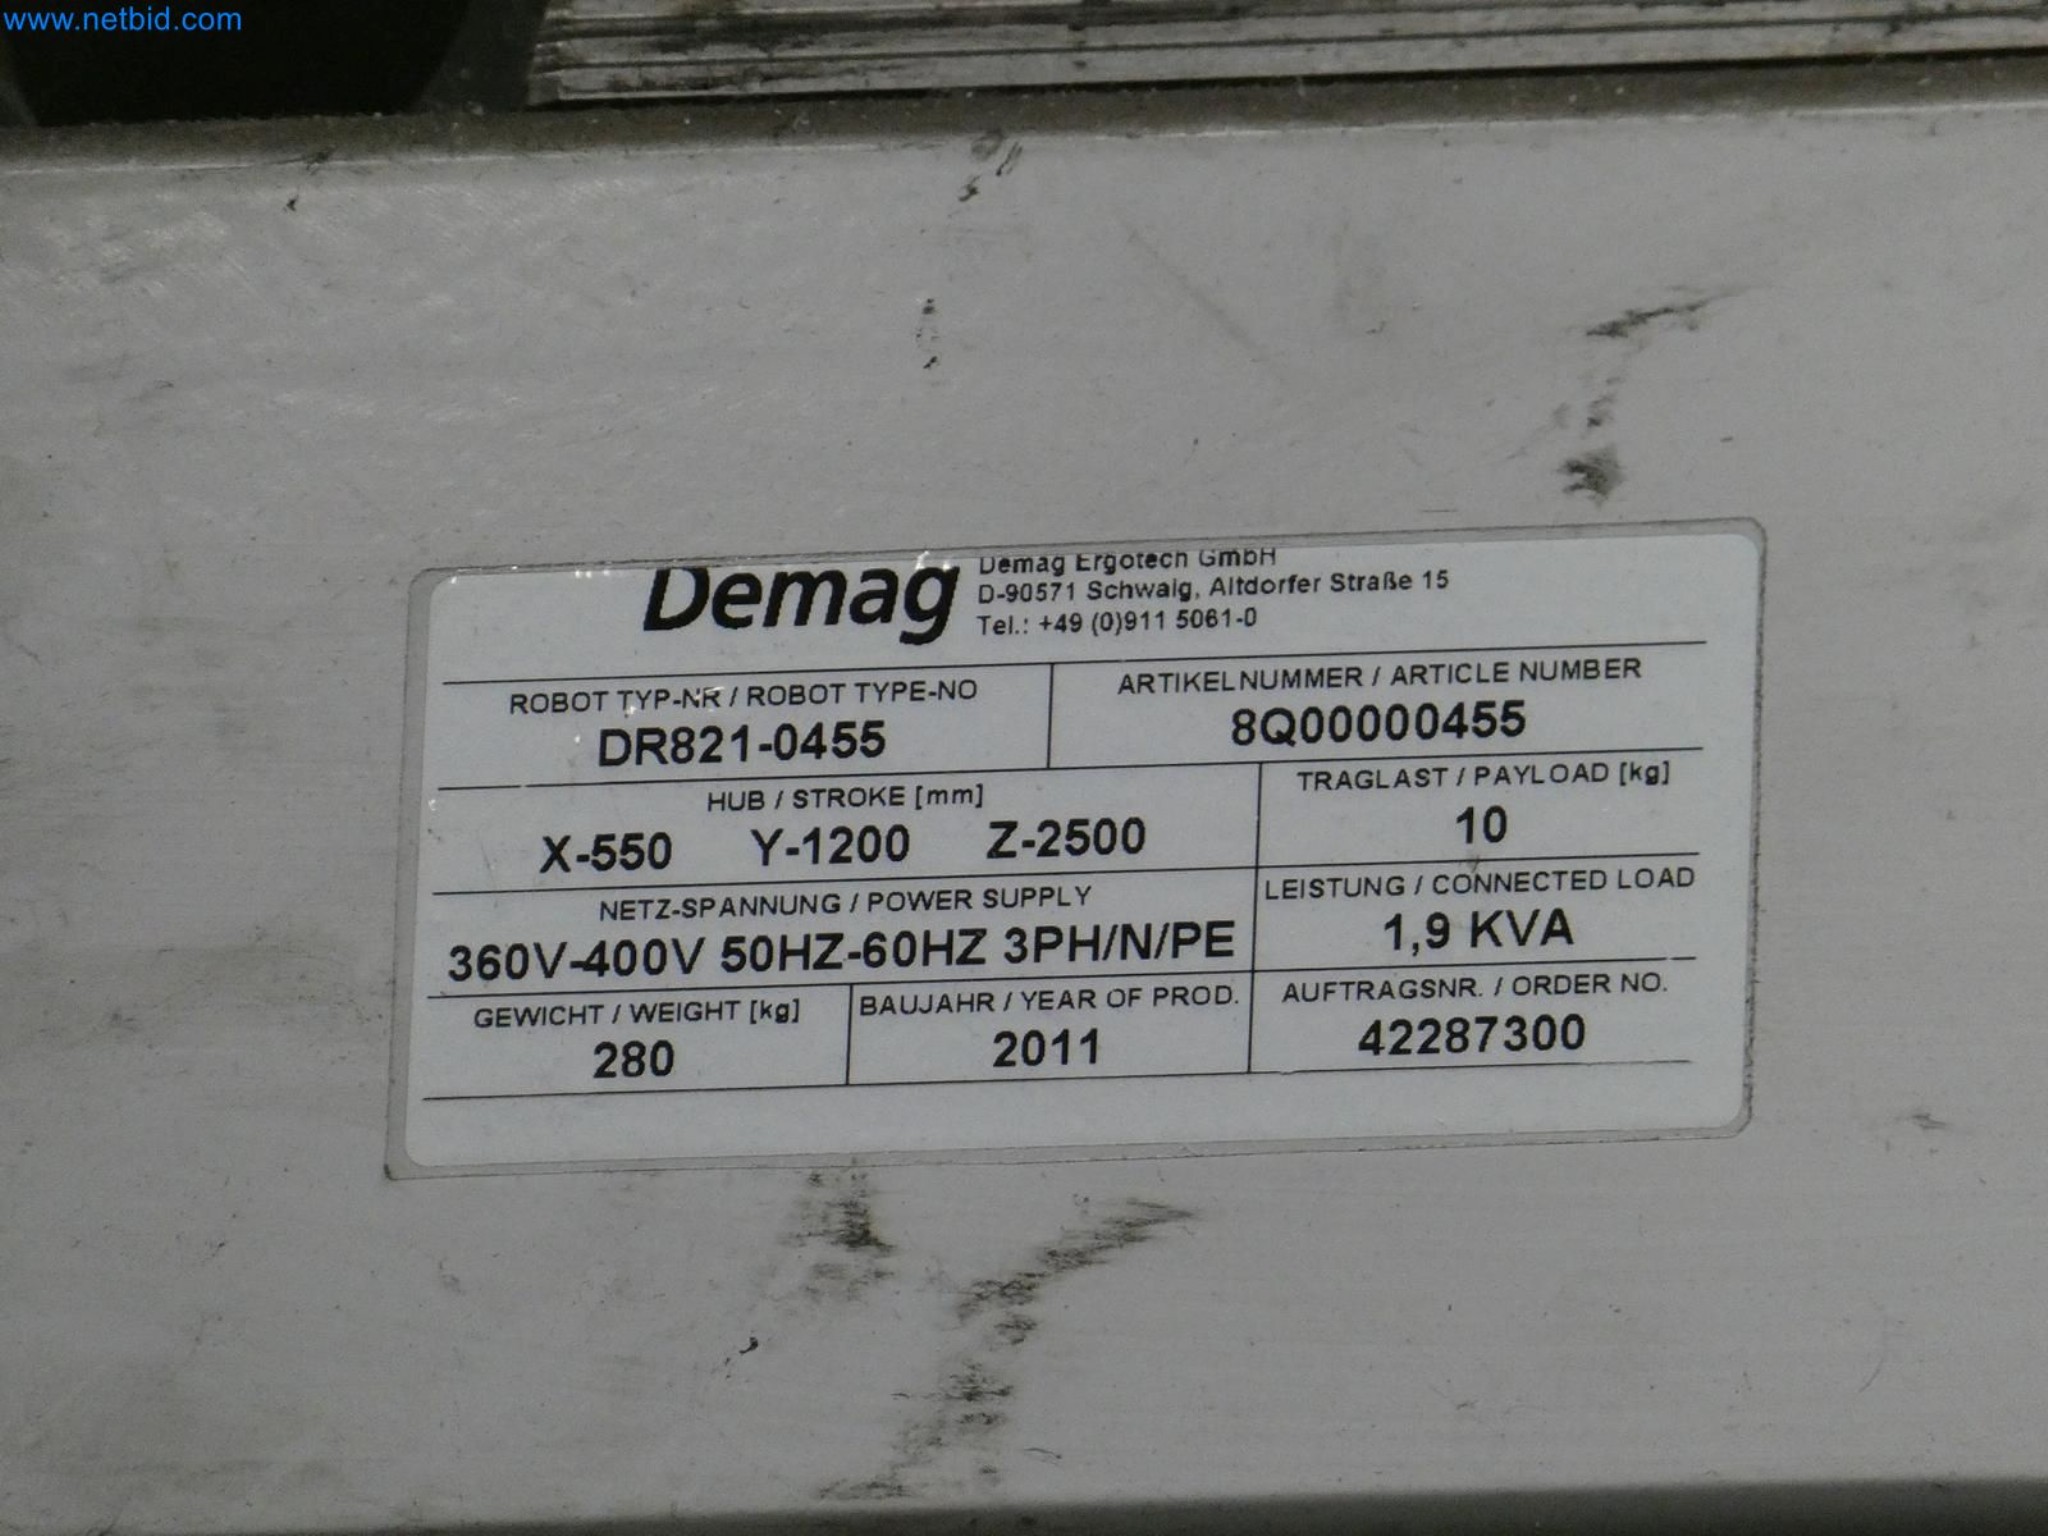 www.netbid.com
Demag
Demag Ergotech GmbH
D-90571 Schwaig, Altdorfer Straße 15
Tel.: +49 (0)911 5061-0
ROBOT TYP-NR / ROBOT TYPE-NO
DR821-0455
ARTIKELNUMMER / ARTICLE NUMBER
8Q00000455
HUB / STROKE [mm]
X-550 Y-1200 Z-2500
TRAGLAST / PAYLOAD [kg]
10
NETZ-SPANNUNG / POWER SUPPLY
360V-400V 50HZ-60HZ 3PH/N/PE
LEISTUNG / CONNECTED LOAD
1,9 KVA
GEWICHT / WEIGHT [kg]
280
BAUJAHR / YEAR OF PROD.
2011
AUFTRAGSNR. / ORDER NO.
42287300